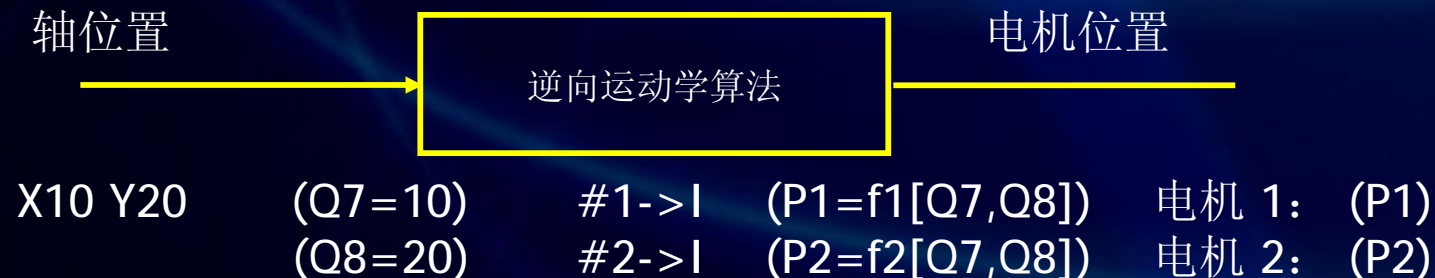 轴位置 电机位置
逆向运动学算法
X10 Y20 (Q7=10) #1->I (P1=f1[Q7,Q8]) 电机 1： (P1)
(Q8=20) #2->I (P2=f2[Q7,Q8]) 电机 2： (P2)